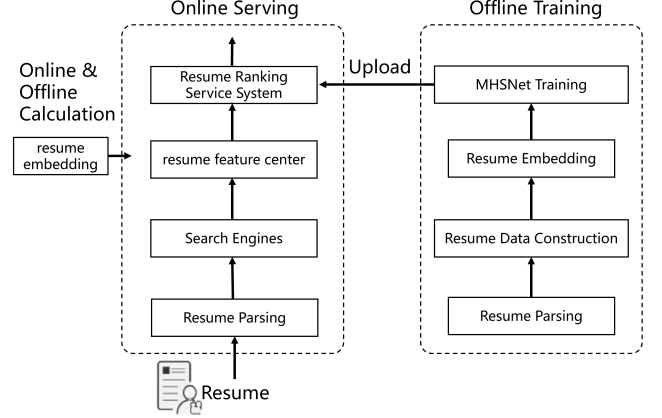 Online Serving
Offline Training
Online &
Offline
Calculation
resume
embedding
Resume Ranking
Service System
Upload
MHSNet Training
resume feature center
Resume Embedding
Search Engines
Resume Data Construction
Resume Parsing
Resume Parsing
Resume